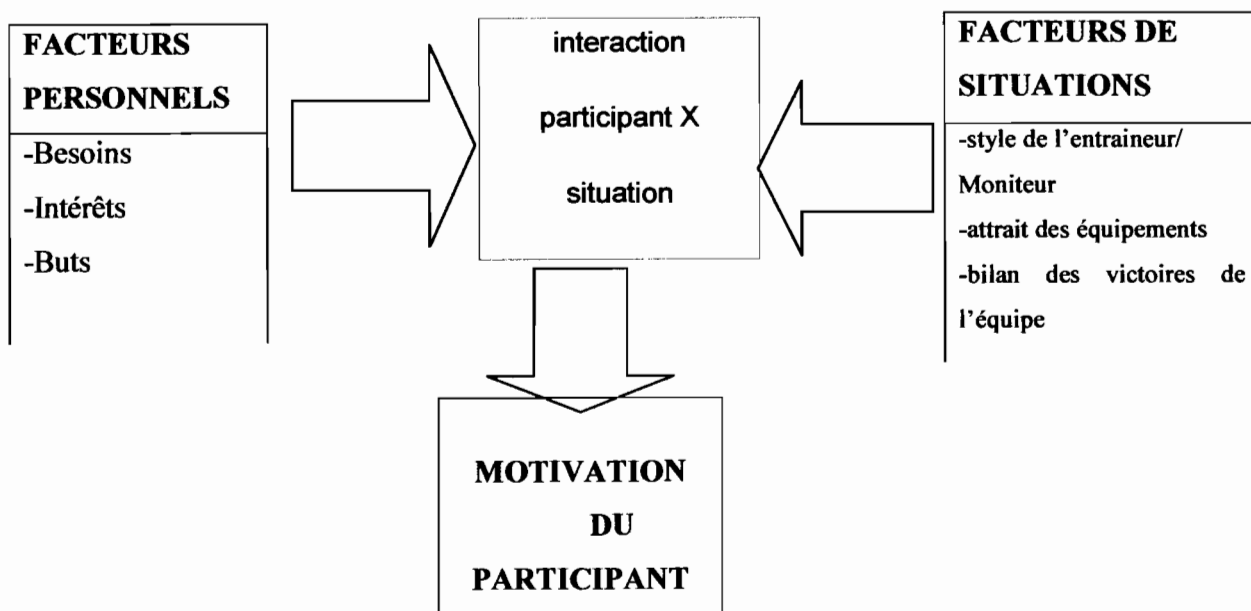 FACTEURS
PERSONNELS
-Besoins
-Intérêts
-Buts
interaction
participant X
situation
FACTEURS DE
SITUATIONS
-style de l'entraineur/
Moniteur
-attrait des équipements
-bilan des victoires de
l'équipe
MOTIVATION
DU
PARTICIPANT